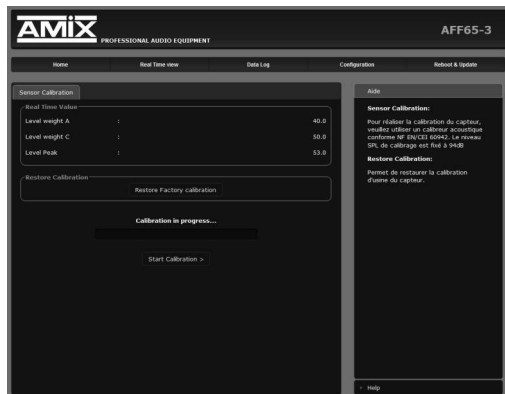 AMIX
PROFESSIONAL AUDIO EQUIPMENT
AFF65-3
Home Real Time view Data Log Configuration Reboot & Update
Sensor Calibration
Real Time Value
Level weight A : 40.0
Level weight C : 50.0
Level Peak : 53.0
Restore Calibration
Restore Factory calibration
Calibration in progress...
Start Calibration >
Aide
Sensor Calibration:
Pour réaliser la calibration du capteur,
veuillez utiliser un calibreur acoustique
conforme NF EN/CEI 60942. Le niveau
SPL de calibrage est fixé à 94dB
Restore Calibration:
Permet de restaurer la calibration
d'usine du capteur.
› Help